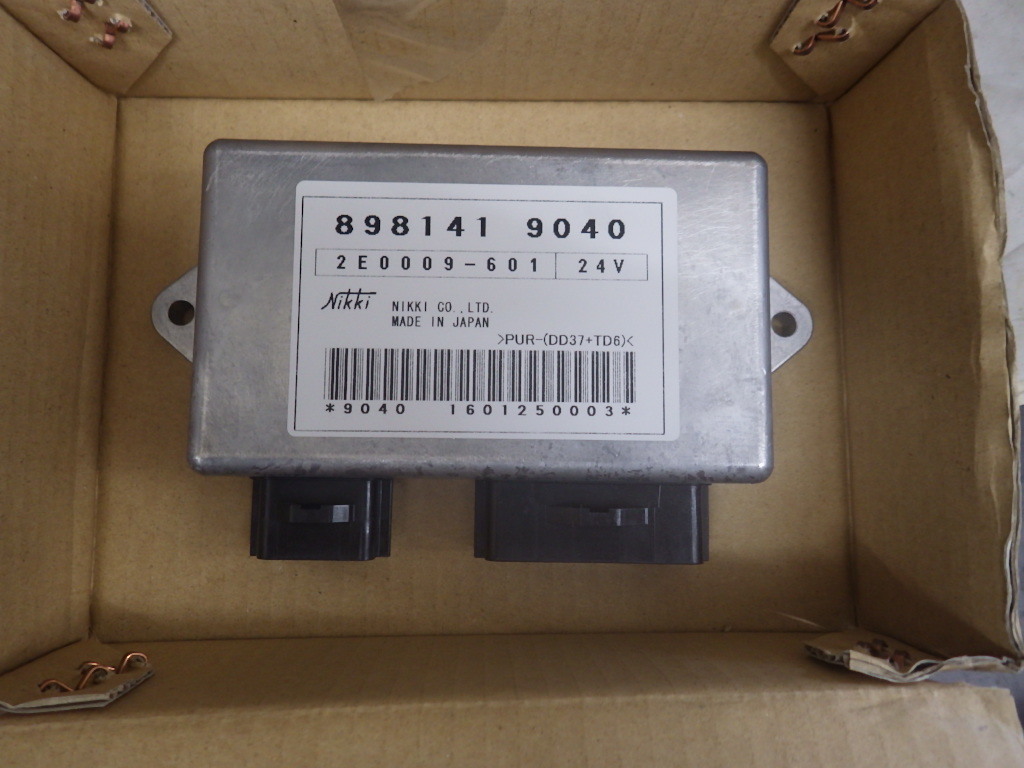 898141 9040
2E0009-601 24V
Nikki NIKKI CO.,LTD.
MADE IN JAPAN
>PUR-(DD37+TD6)<
*9040 1601250003*